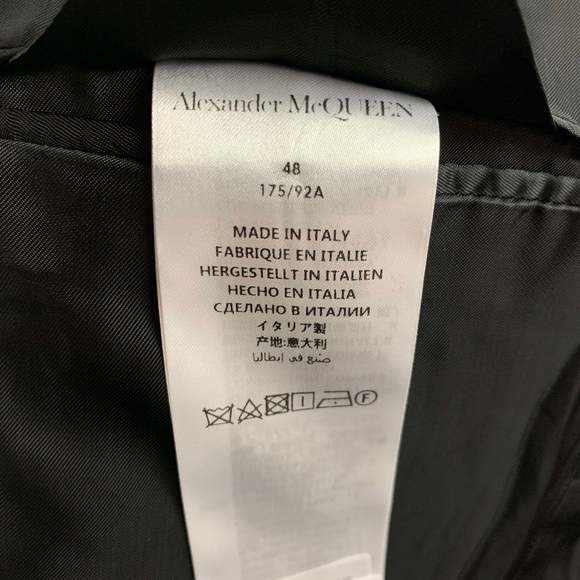 Alexander McQUEEN
48
175/92A
MADE IN ITALY
FABRIQUE EN ITALIE
HERGESTELLT IN ITALIEN
HECHO EN ITALIA
СДЕЛАНО В ИТАЛИИ
イタリア製
产地:意大利
صنع في إيطاليا
F